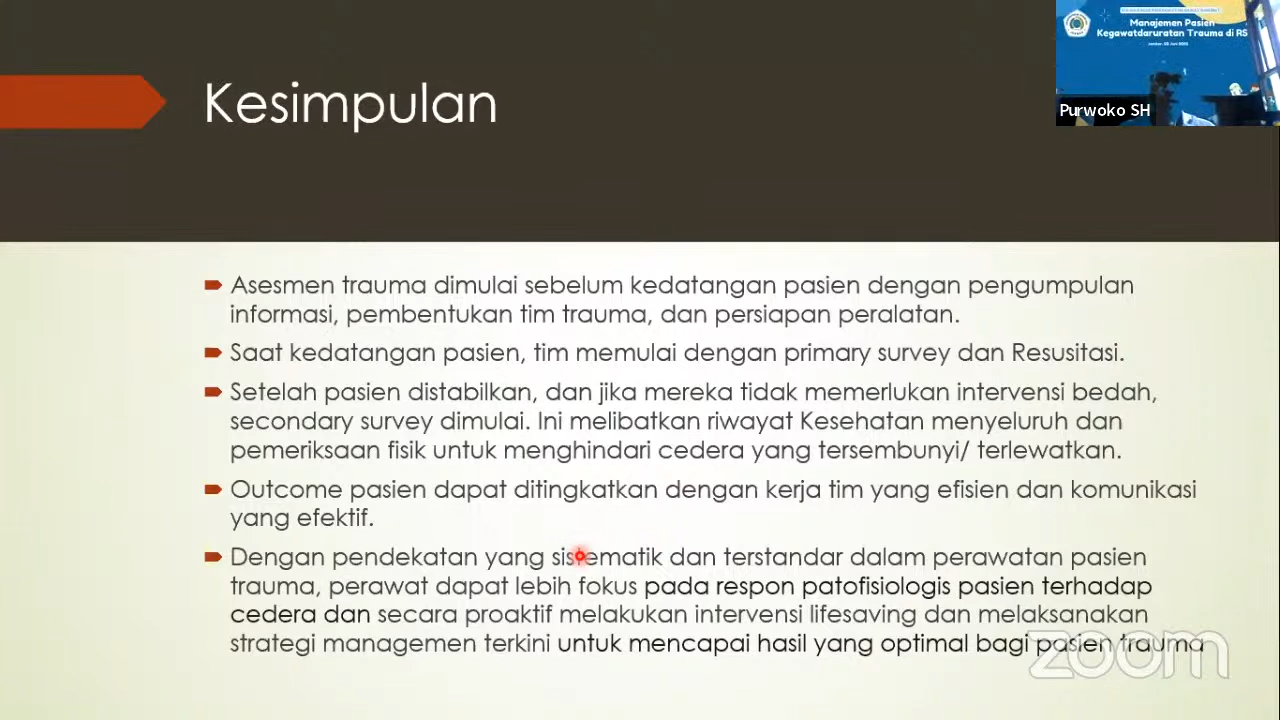 Kesimpulan
Manajemen Pasien
Kegawatdaruratan Trauma di RS
Purwoko SH
Asesmen trauma dimulai sebelum kedatangan pasien dengan pengumpulan
informasi, pembentukan tim trauma, dan persiapan peralatan.
Saat kedatangan pasien, tim memulai dengan primary survey dan Resusitasi.
Setelah pasien distabilkan, dan jika mereka tidak memerlukan intervensi bedah,
secondary survey dimulai. Ini melibatkan riwayat Kesehatan menyeluruh dan
pemeriksaan fisik untuk menghindari cedera yang tersembunyi/ terlewatkan.
Outcome pasien dapat ditingkatkan dengan kerja tim yang efisien dan komunikasi
yang efektif.
Dengan pendekatan yang sistematik dan terstandar dalam perawatan pasien
trauma, perawat dapat lebih fokus pada respon patofisiologis pasien terhadap
cedera dan secara proaktif melakukan intervensi lifesaving dan melaksanakan
strategi managemen terkini untuk mencapai hasil yang optimal bagi pasien trauma
zoom